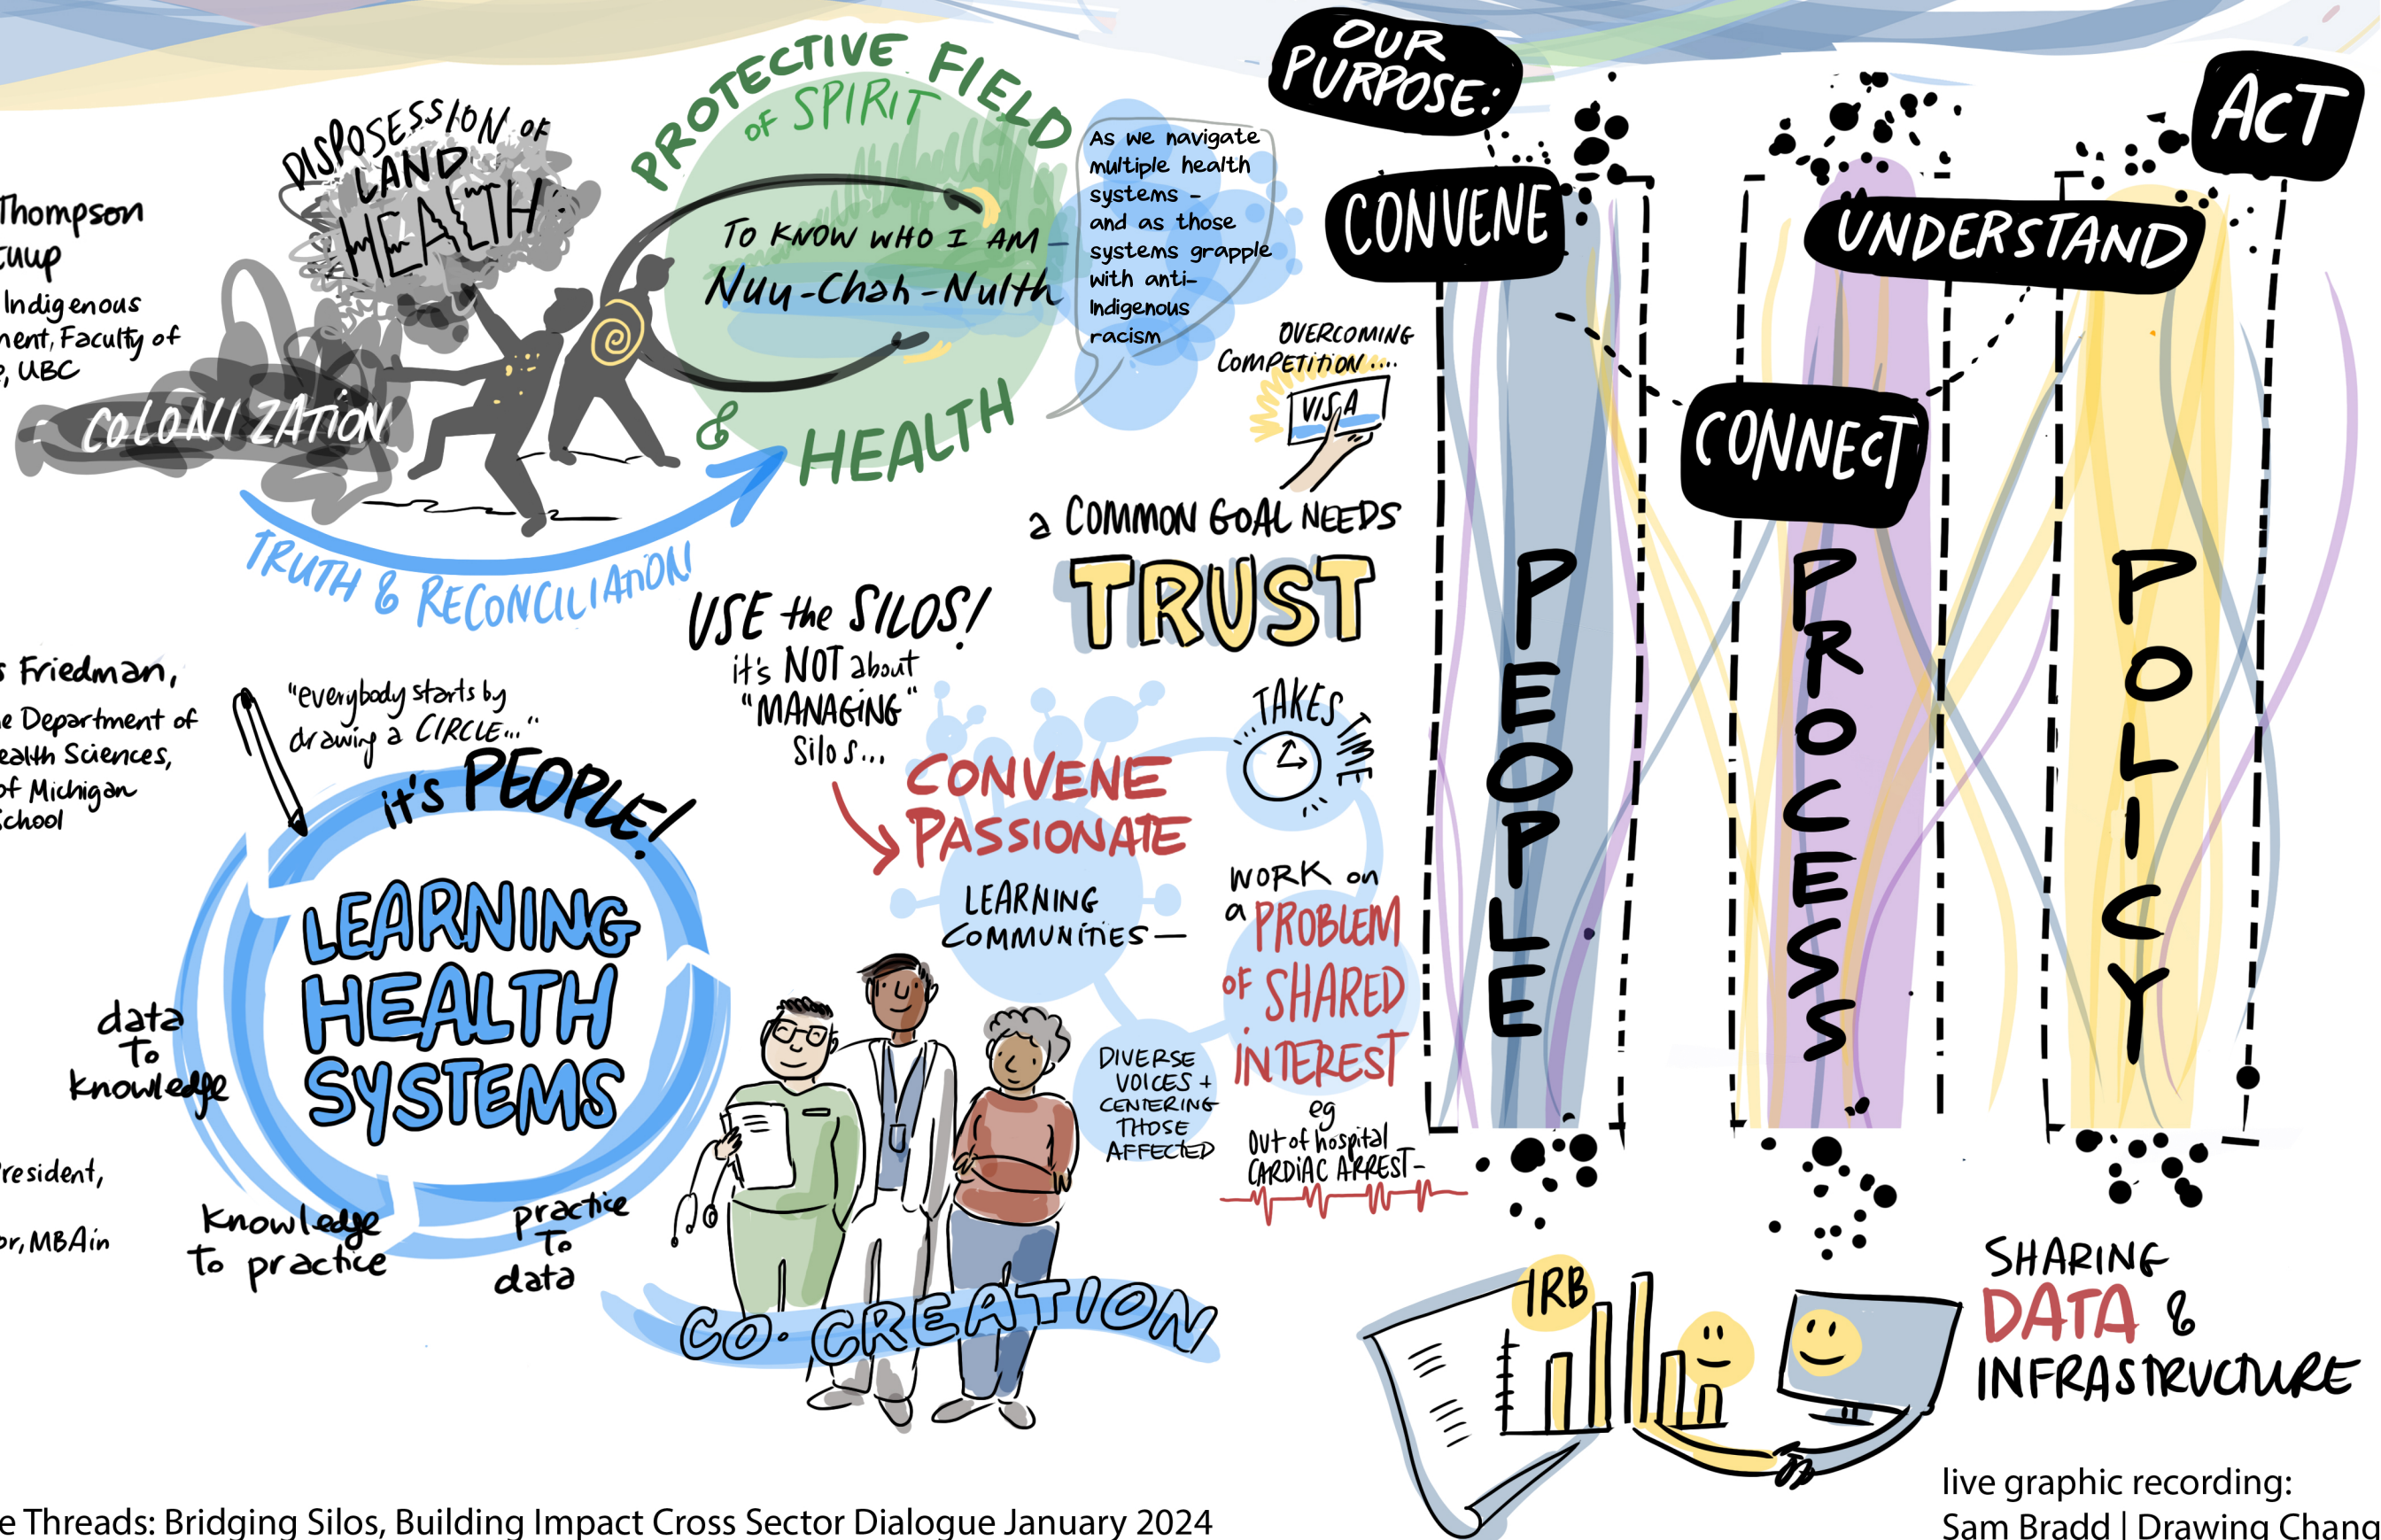 Thompson
Indigenous
Faculty of
UBC
DISPOSESSION OF
LAND
HEALTH
COLONIZATION
TRUTH & RECONCILIATION
PROTECTIVE FIELD
OF SPIRIT
TO KNOW WHO I AM -
Nuu-Chah-Nulth
& HEALTH
As we navigate
multiple health
systems -
and as those
systems grapple
with anti-
Indigenous
racism
OVERCOMING
COMPETITION....
VISA
a COMMON GOAL NEEDS
TRUST
Friedman,
Department of
Health Sciences,
of Michigan
School
resident,
MBA in
"everybody starts by
drawing a CIRCLE..."
it's PEOPLE!
LEARNING
HEALTH
SYSTEMS
data
To
knowledge
Knowledge
To practice
practice
To
data
USE the SILOS!
it's NOT about
"MANAGING"
Silos...
CONVENE
PASSIONATE
LEARNING
COMMUNITIES—
TAKES TIME
WORK on
a PROBLEM
OF SHARED
INTEREST
eg
Out of hospital
CARDIAC ARREST-
DIVERSE
VOICES +
CENTERING
THOSE
AFFECTED
CO-CREATION
OUR
PURPOSE:
CONVENE
CONNECT
UNDERSTAND
ACT
PEOPLE
PROCESS
POLICY
IRB
SHARING
DATA &
INFRASTRUCTURE
e Threads: Bridging Silos, Building Impact Cross Sector Dialogue January 2024
live graphic recording:
Sam Bradd | Drawing Chang